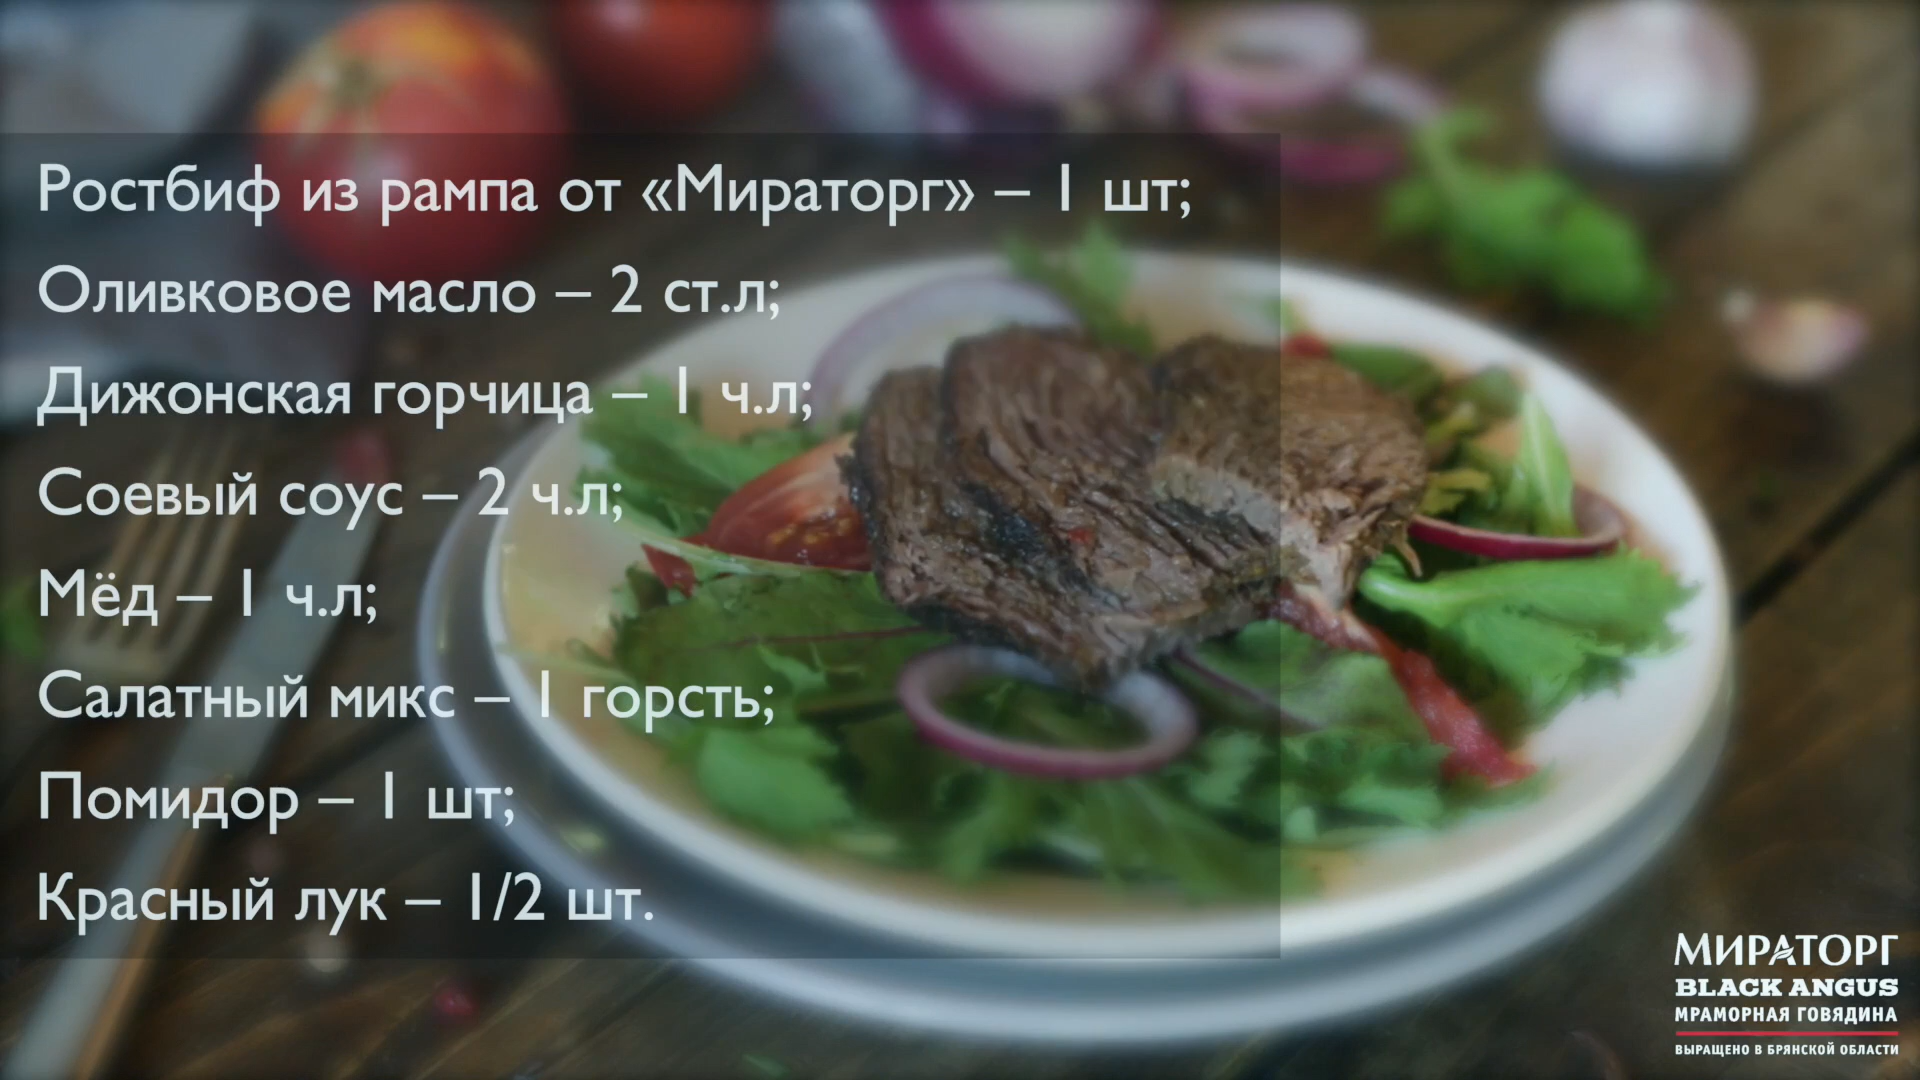 Ростбиф из рампа от «Мираторг» – 1 шт;
Оливковое масло – 2 ст.л;
Дижонская горчица – 1 ч.л;
Соевый соус – 2 ч.л;
Мёд – 1 ч.л;
Салатный микс – 1 горсть;
Помидор – 1 шт;
Красный лук – 1/2 шт.
МИРАТОРГ
BLACK ANGUS
МРАМОРНАЯ ГОВЯДИНА
ВЫРАЩЕНО В БРЯНСКОЙ ОБЛАСТИ